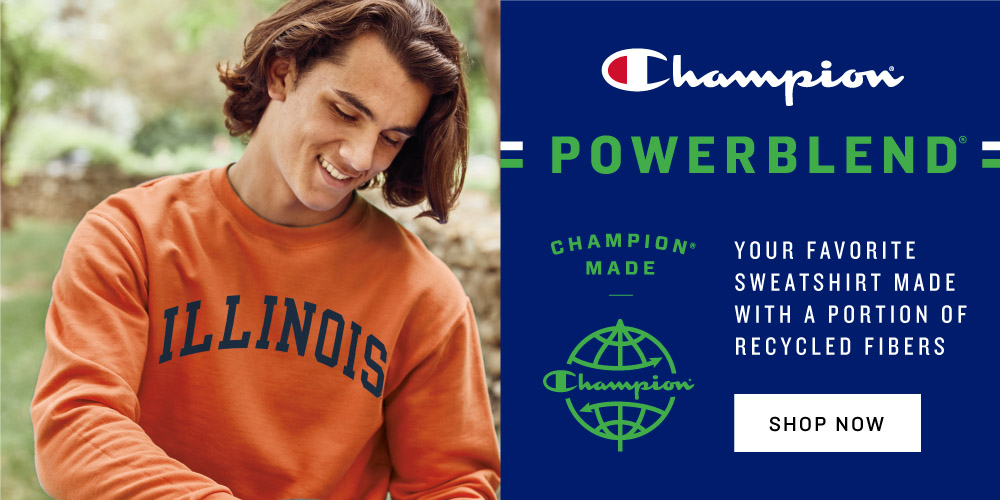 ILLINOIS
Champion®
POWERBLEND®
CHAMPION®
MADE
Champion®
YOUR FAVORITE
SWEATSHIRT MADE
WITH A PORTION OF
RECYCLED FIBERS
SHOP NOW